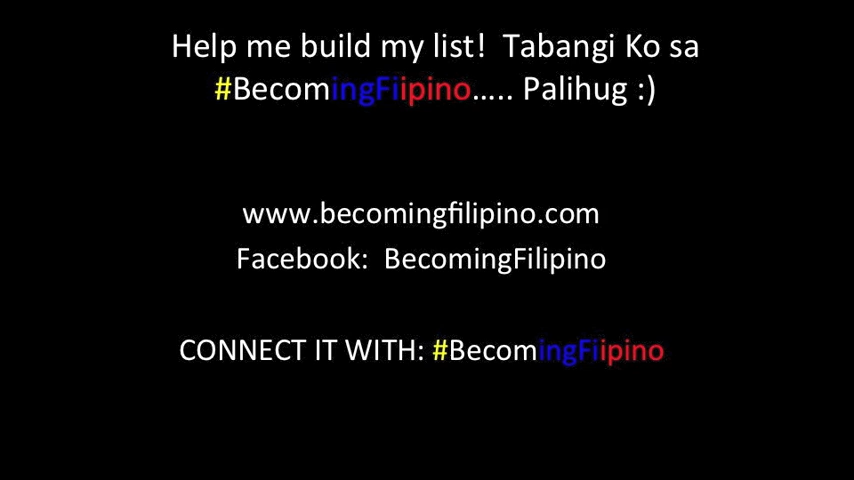 Help me build my list!  Tabangi Ko sa
#BecomingFiipino..... Palihug :)
www.becomingfilipino.com
Facebook:  BecomingFilipino
CONNECT IT WITH: #BecomingFiipino